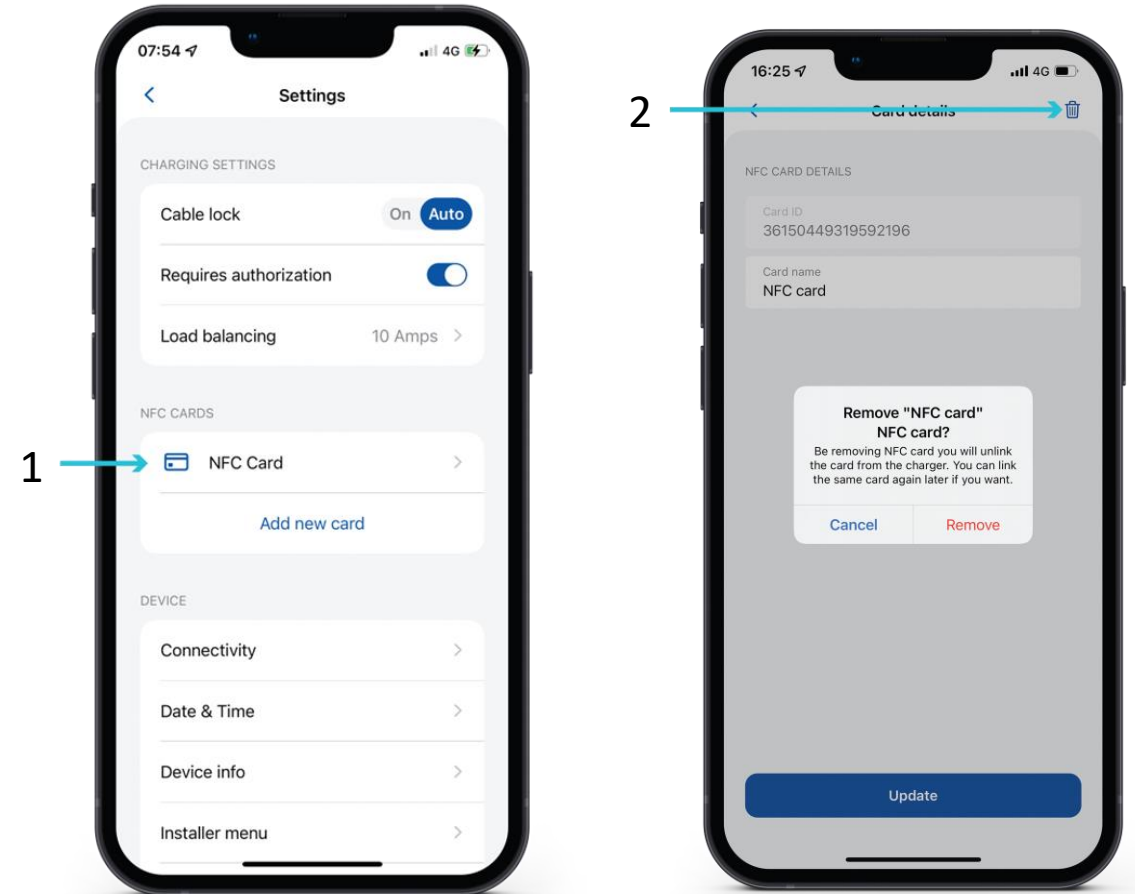 07:54
4G
Settings
CHARGING SETTINGS
Cable lock On Auto
Requires authorization
Load balancing 10 Amps
NFC CARDS
1
NFC Card
Add new card
DEVICE
Connectivity
Date & Time
Device info
Installer menu
16:25
4G
2
Card details
NFC CARD DETAILS
Card ID
36150449319592196
Card name
NFC card
Remove "NFC card"
NFC card?
Be removing NFC card you will unlink
the card from the charger. You can link
the same card again later if you want.
Cancel Remove
Update